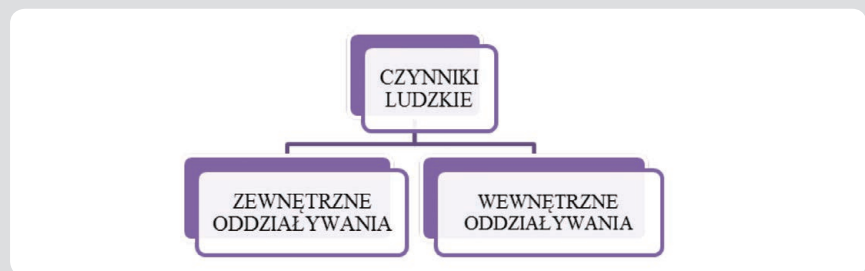 CZYNNIKI
LUDZKIE
ZEWNĘTRZNE
ODDZIAŁYWANIA
WEWNĘTRZNE
ODDZIAŁYWANIA